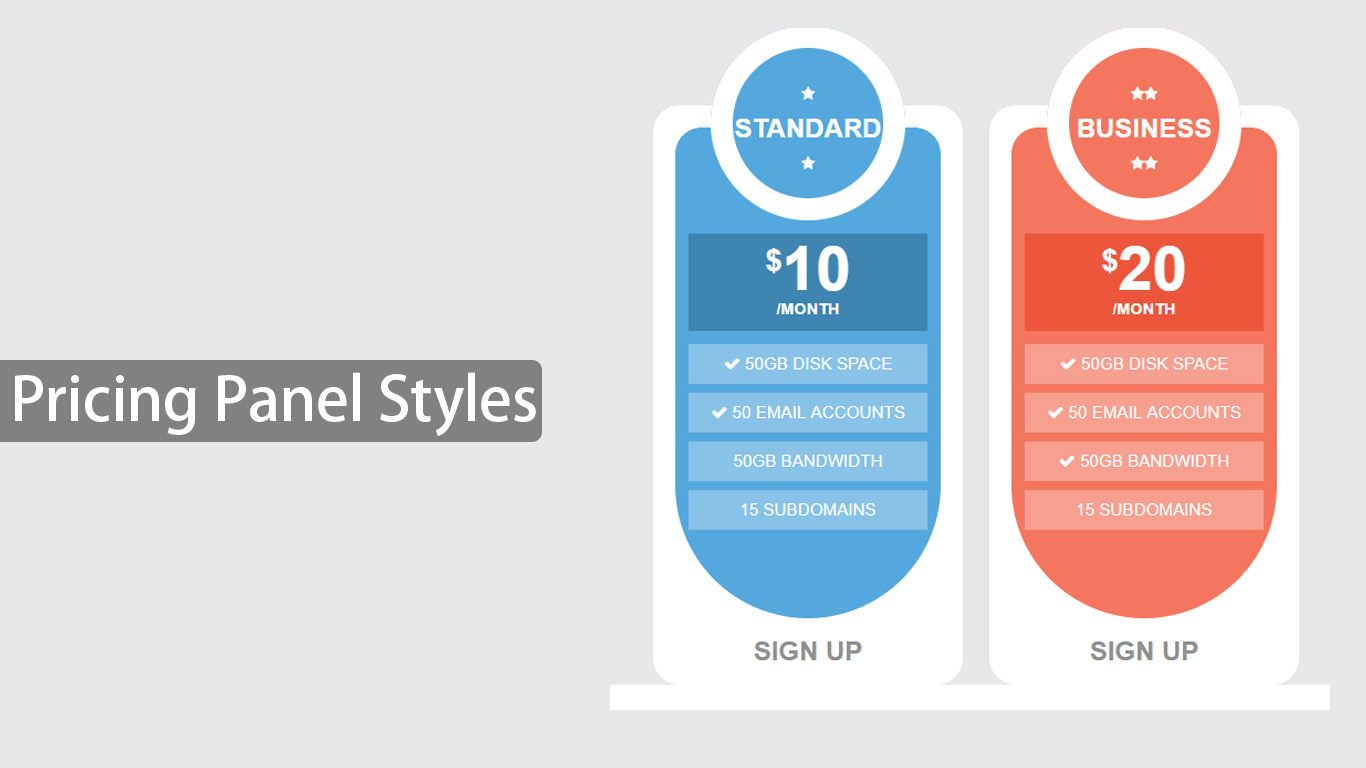 Pricing Panel Styles
STANDARD
$10
/MONTH
50GB DISK SPACE
50 EMAIL ACCOUNTS
50GB BANDWIDTH
15 SUBDOMAINS
SIGN UP
BUSINESS
$20
/MONTH
50GB DISK SPACE
50 EMAIL ACCOUNTS
50GB BANDWIDTH
15 SUBDOMAINS
SIGN UP